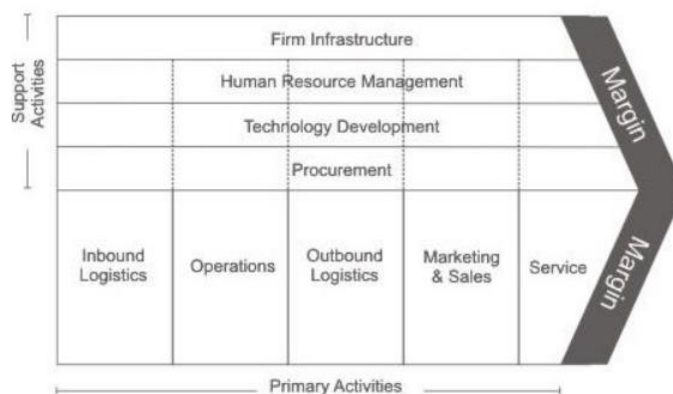 Support
Activities
Firm Infrastructure
Human Resource Management
Technology Development
Procurement
Inbound
Logistics
Operations
Outbound
Logistics
Marketing
& Sales
Service
Margin
Margin
Primary Activities